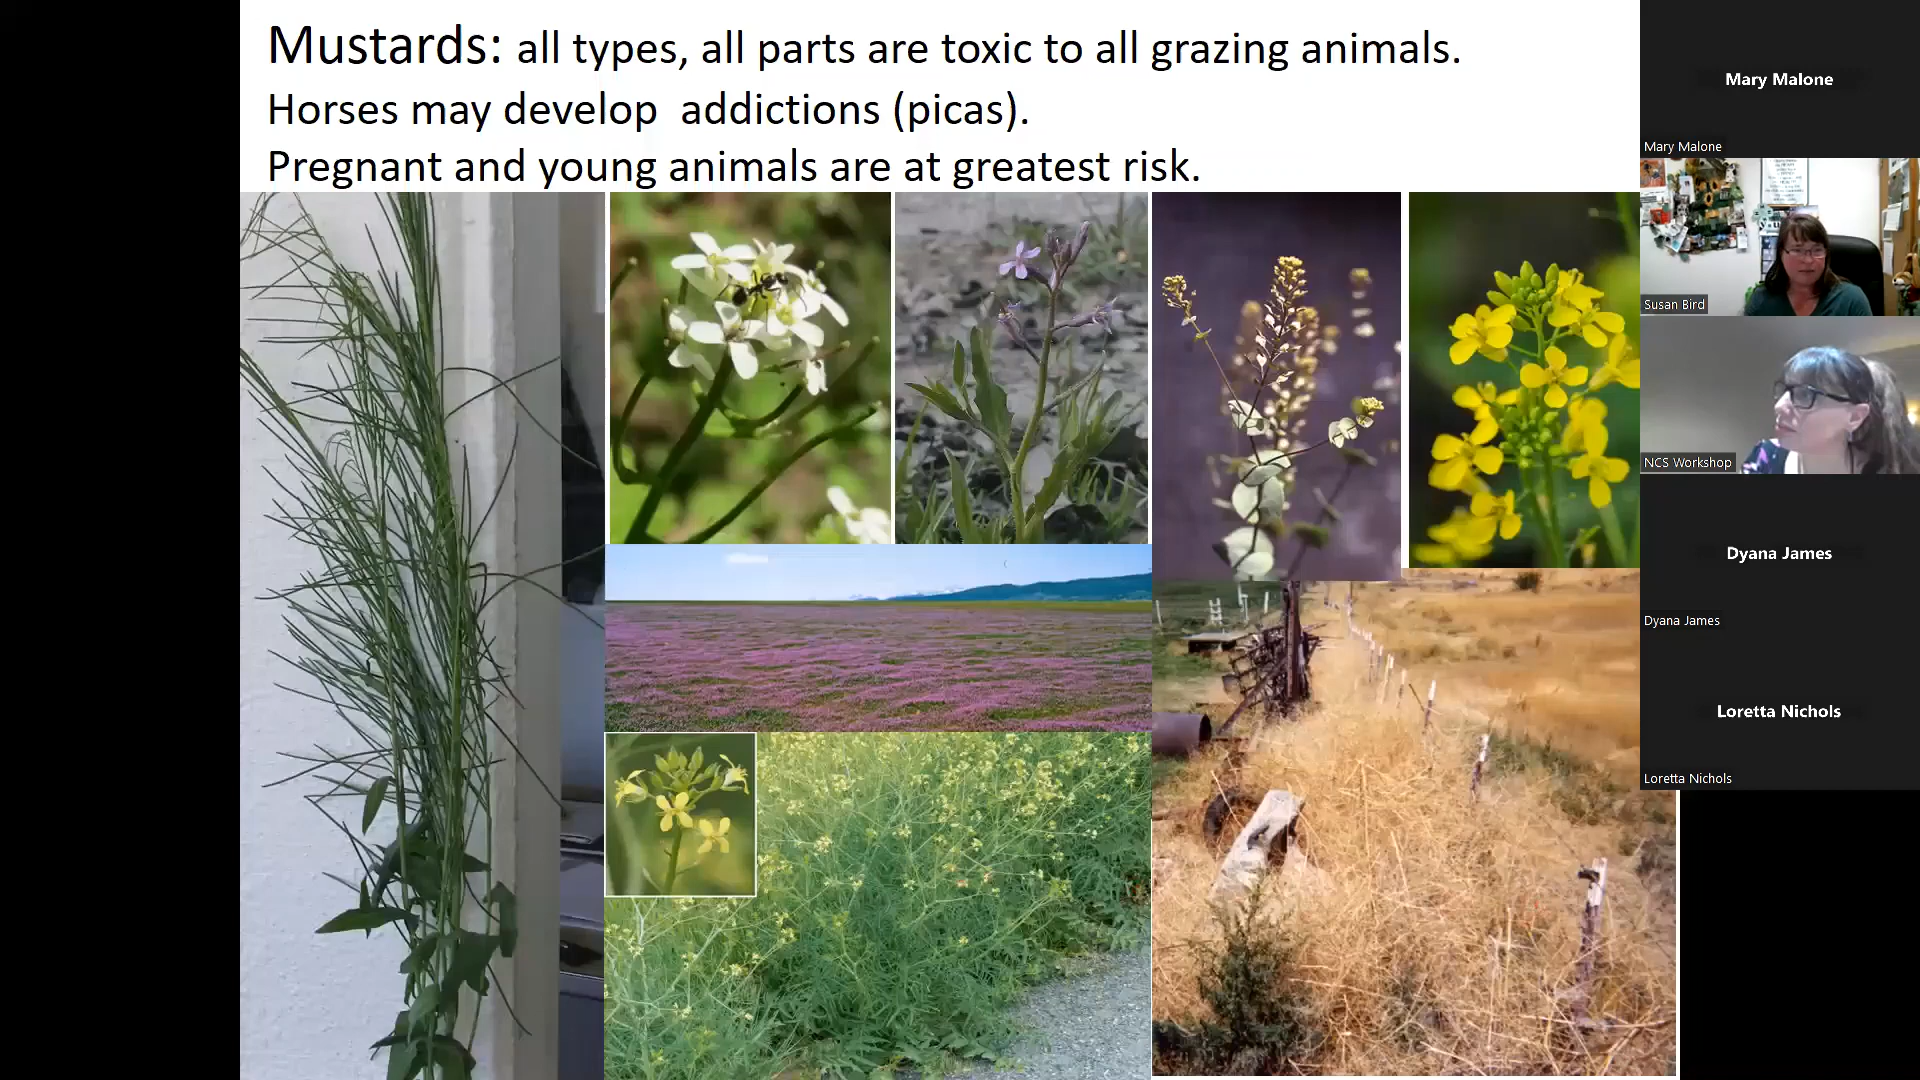 Mustards: all types, all parts are toxic to all grazing animals.
Horses may develop addictions (picas).
Pregnant and young animals are at greatest risk.
Mary Malone
Mary Malone
Susan Bird
NCS Workshop
Dyana James
Dyana James
Loretta Nichols
Loretta Nichols